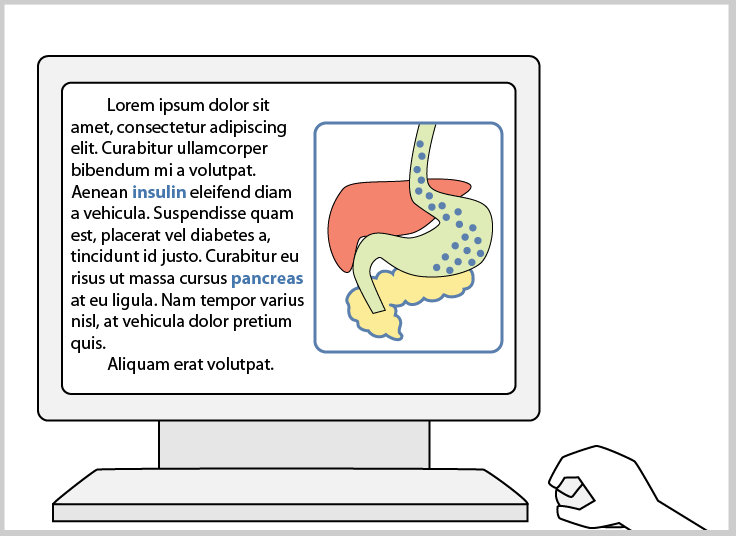 Lorem ipsum dolor sit
amet, consectetur adipiscing
elit. Curabitur ullamcorper
bibendum mi a volutpat.
Aenean insulin eleifend diam
a vehicula. Suspendisse quam
est, placerat vel diabetes a,
tincidunt id justo. Curabitur eu
risus ut massa cursus pancreas
at eu ligula. Nam tempor varius
nisl, at vehicula dolor pretium
quis.
Aliquam erat volutpat.